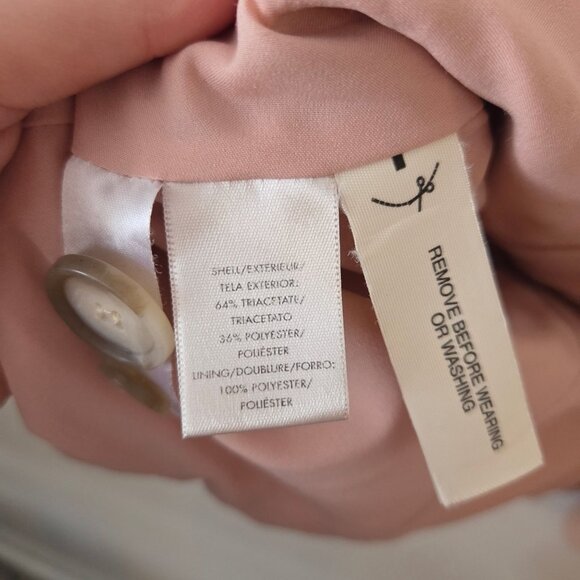 SHELL/EXTERIEUR/
TELA EXTERIOR:
64% TRIACETATE/
TRIACETATO
36% POLYESTER/
POLIÉSTER
LINING/DOUBLURE/FORRO:
100% POLYESTER/
POLIÉSTER
REMOVE BEFORE WEARING
OR WASHING